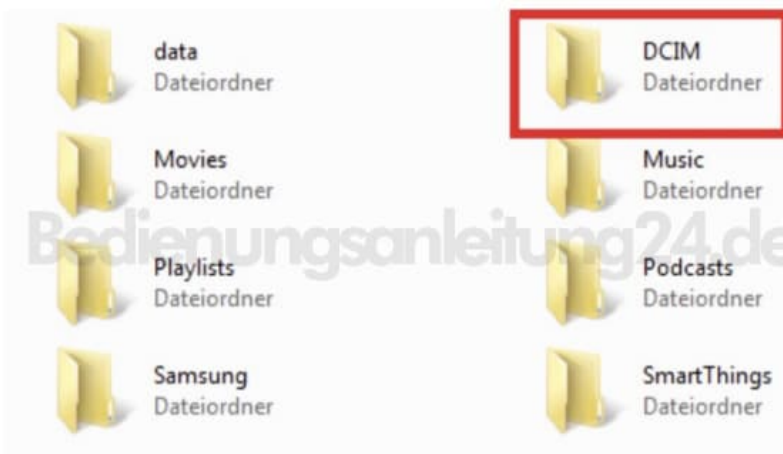 data
Dateiordner
DCIM
Dateiordner
Movies
Dateiordner
Music
Dateiordner
Bedienungsanleitung24.de
Playlists
Dateiordner
Podcasts
Dateiordner
Samsung
Dateiordner
SmartThings
Dateiordner